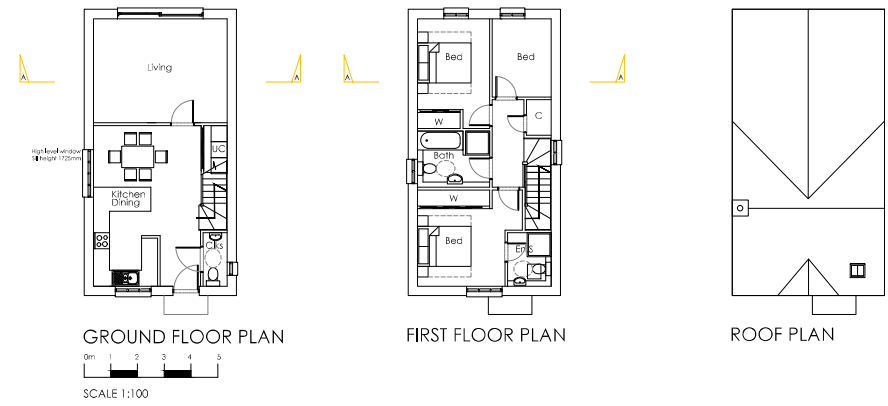 Living
A
A
High level window
Sill height 1725mm
UC
Kitchen
Dining
Clks
GROUND FLOOR PLAN
0m 1 2 3 4 5
SCALE 1:100
A
A
Bed
Bed
W
C
Bath
W
Bed
EnS
FIRST FLOOR PLAN
ROOF PLAN